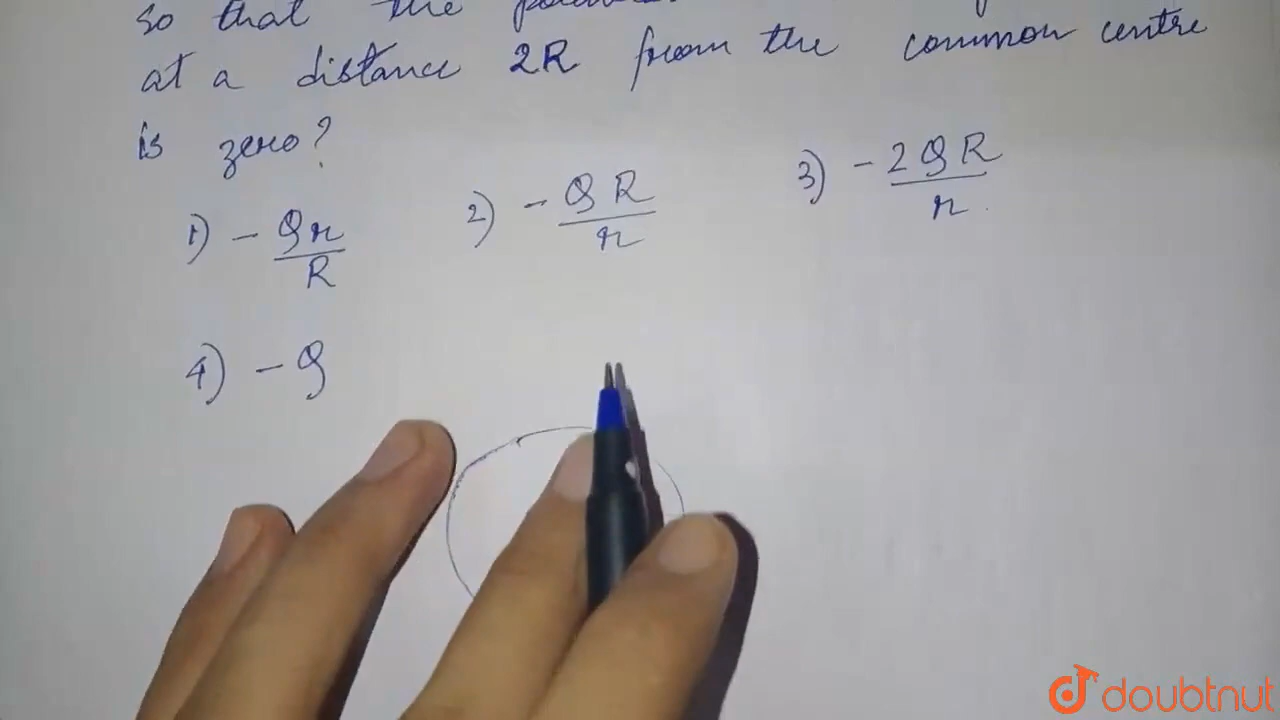 so that the
at a distance 2R from the common centre
is zero?
1) - Qr/R 2) - QR/r 3) - 2QR/r
4) - Q
doubtnut